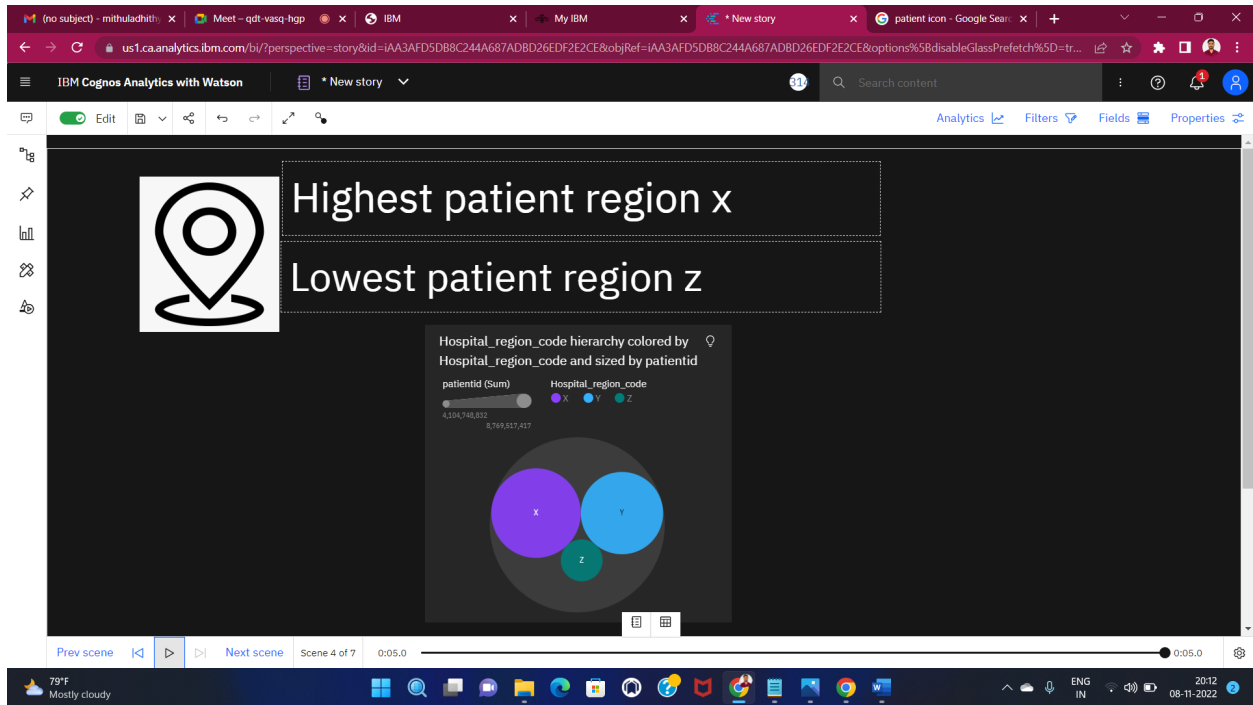 (no subject) - mithuladhithy
Meet – qdt-vasq-hgp
IBM
My IBM
* New story
patient icon - Google Searc
us1.ca.analytics.ibm.com/bi/?perspective=story&id=iAA3AFD5DB8C244A687ADBD26EDF2E2CE&objRef=iAA3AFD5DB8C244A687ADBD26EDF2E2CE&options%5BdisableGlassPrefetch%5D=tr...
IBM Cognos Analytics with Watson
* New story
314
Search content
1
Edit
Analytics
Filters
Fields
Properties
Highest patient region x
Lowest patient region z
Hospital_region_code hierarchy colored by
Hospital_region_code and sized by patientid
patientid (Sum)
Hospital_region_code
X
Y
Z
4,104,748,832
8,769,517,417
X
Y
Z
Prev scene
Next scene
Scene 4 of 7
0:05.0
0:05.0
79°F
Mostly cloudy
ENG
IN
20:12
08-11-2022
2